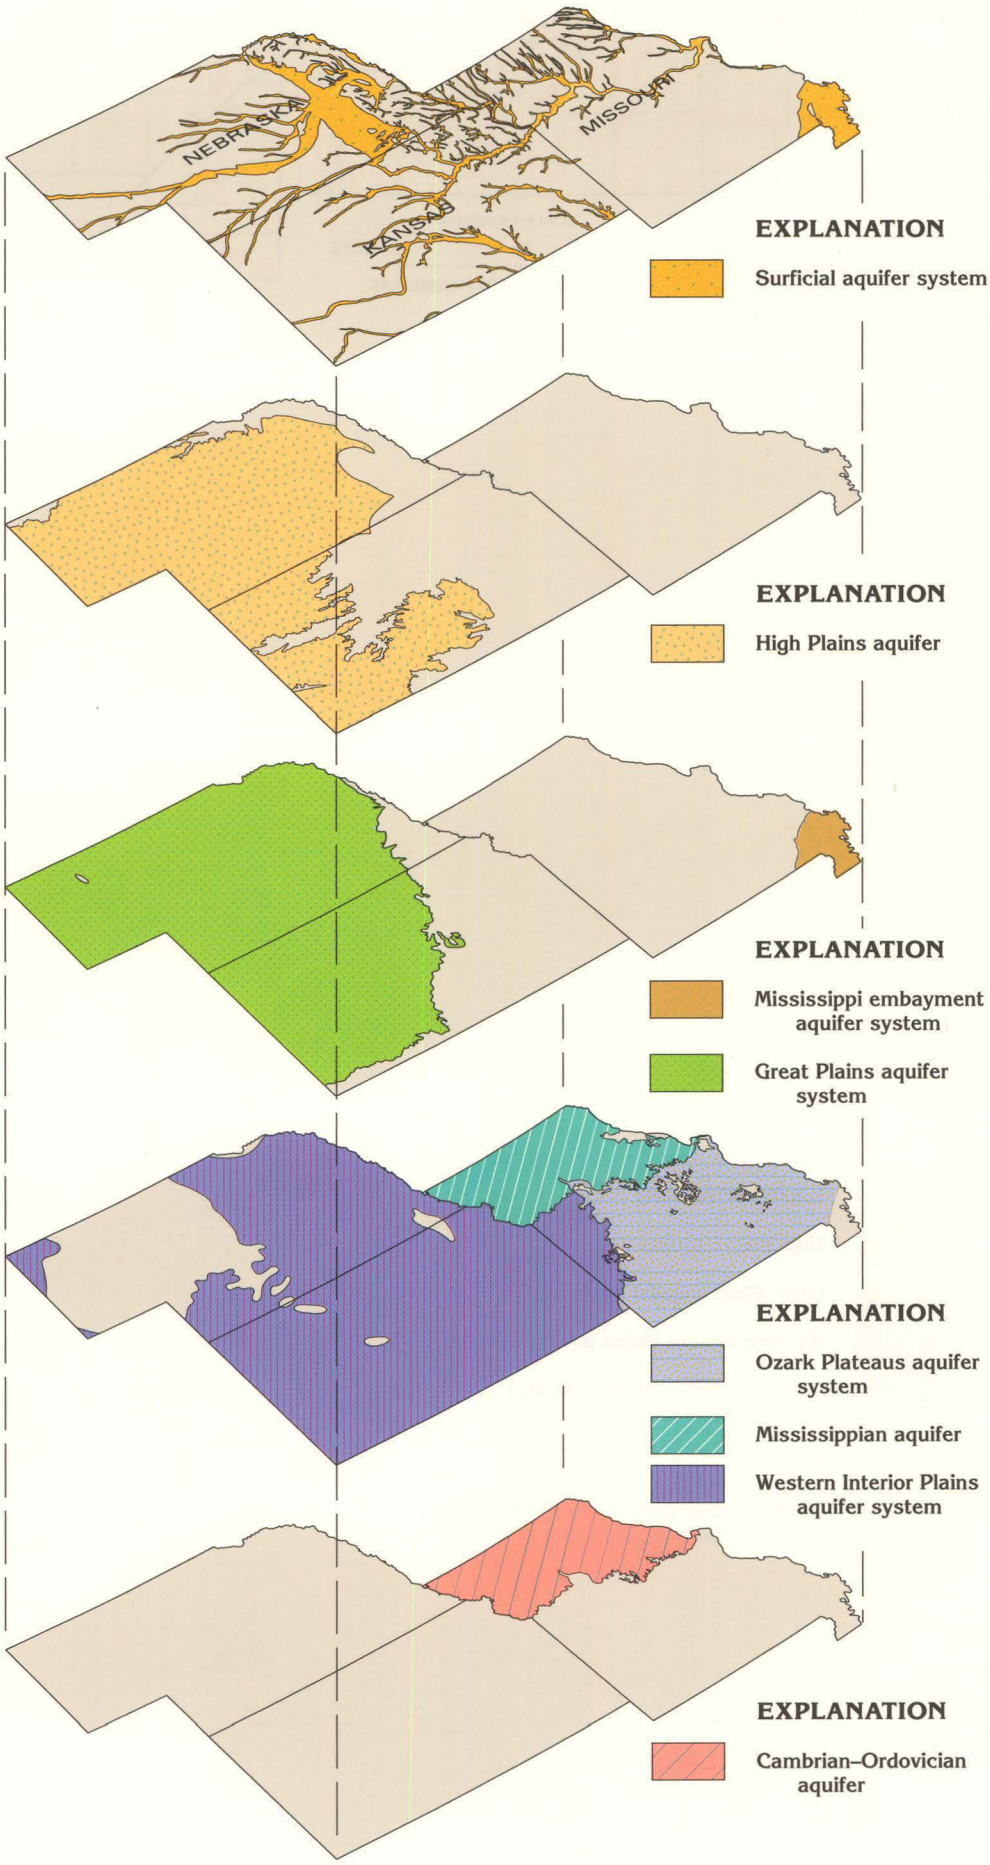 NEBRASKA
MISSOURI
KANSAS
EXPLANATION
Surficial aquifer system
EXPLANATION
High Plains aquifer
EXPLANATION
Mississippi embayment
aquifer system
Great Plains aquifer
system
EXPLANATION
Ozark Plateaus aquifer
system
Mississippian aquifer
Western Interior Plains
aquifer system
EXPLANATION
Cambrian–Ordovician
aquifer